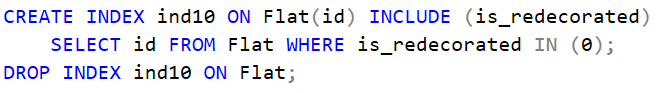 CREATE INDEX ind10 ON Flat(id) INCLUDE (is_redecorated)
SELECT id FROM Flat WHERE is_redecorated IN (0);
DROP INDEX ind10 ON Flat;